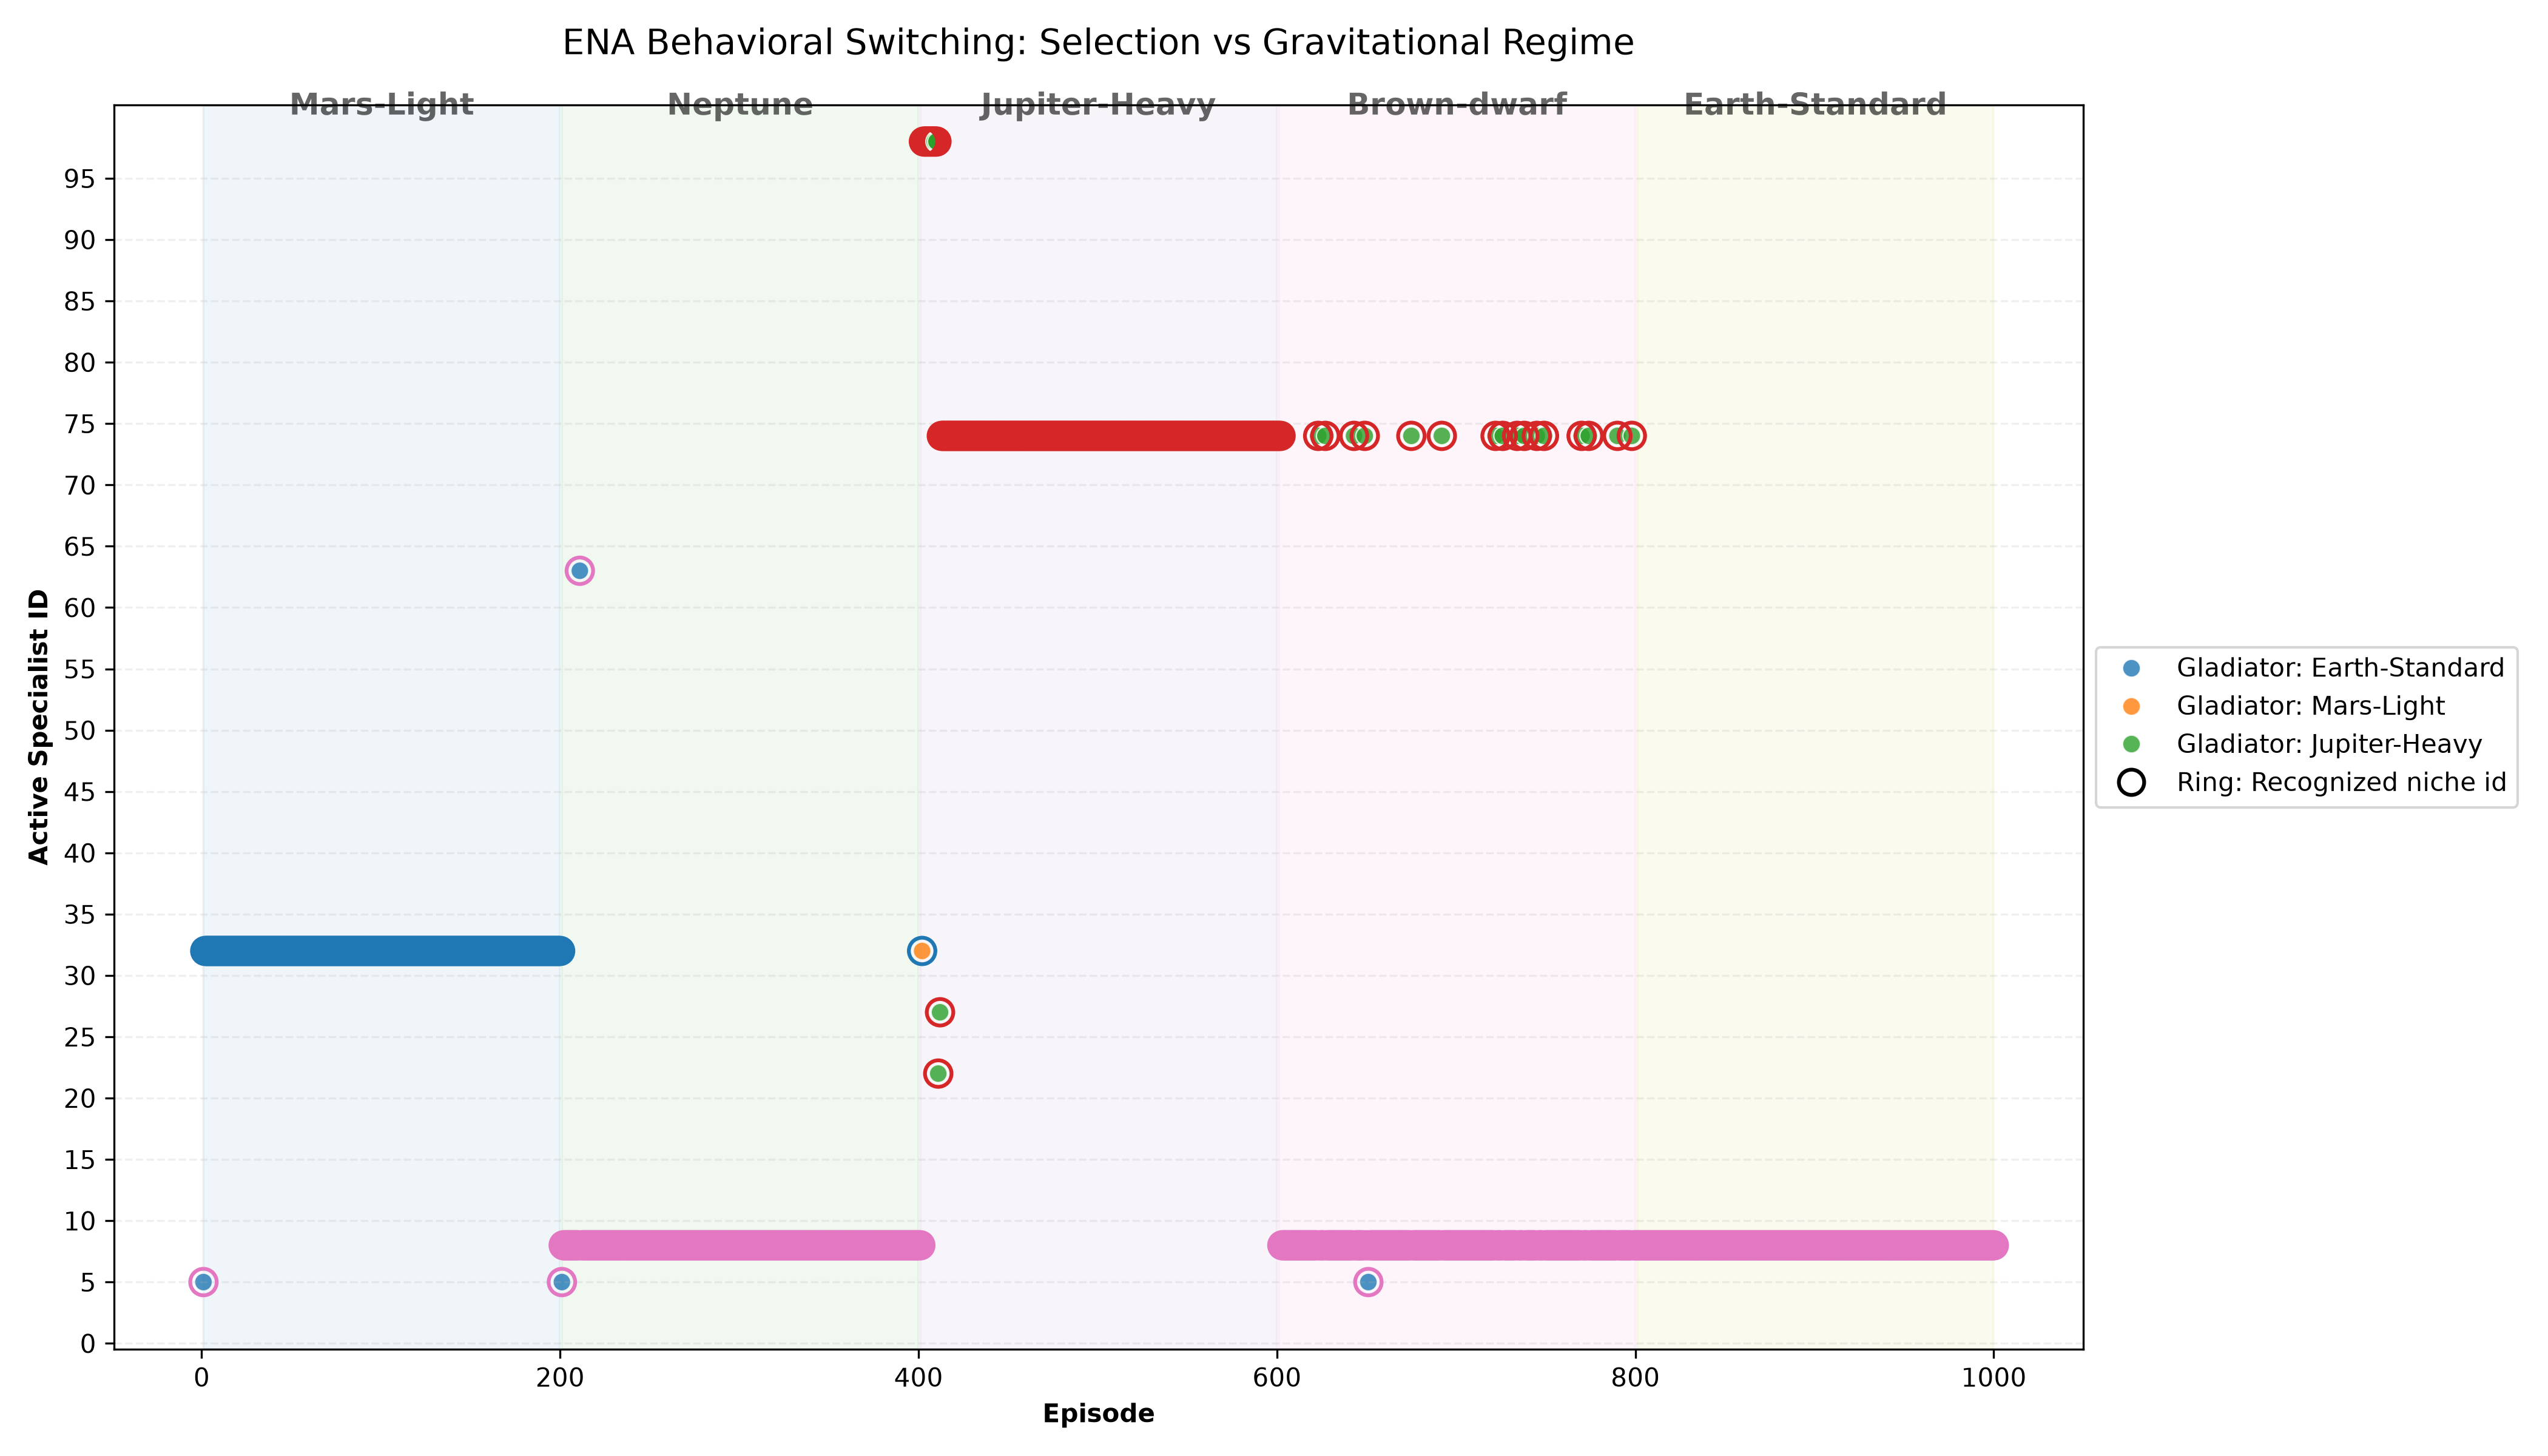 ENA Behavioral Switching: Selection vs Gravitational Regime
Mars-Light
Neptune
Jupiter-Heavy
Brown-dwarf
Earth-Standard
95
90
85
80
75
70
65
60
55
50
45
40
35
30
25
20
15
10
5
0
Active Specialist ID
0
200
400
600
800
1000
Episode
Gladiator: Earth-Standard
Gladiator: Mars-Light
Gladiator: Jupiter-Heavy
Ring: Recognized niche id